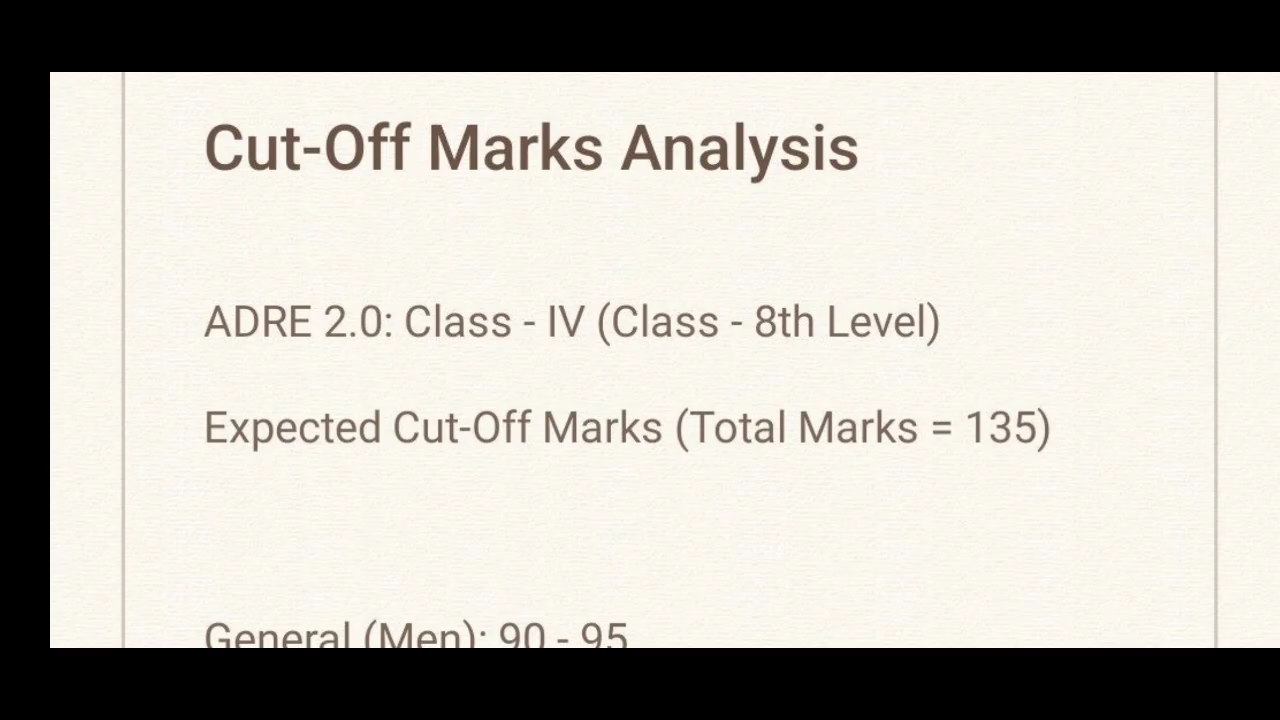 Cut-Off Marks Analysis
ADRE 2.0: Class - IV (Class - 8th Level)
Expected Cut-Off Marks (Total Marks = 135)
General (Men): 90 - 95